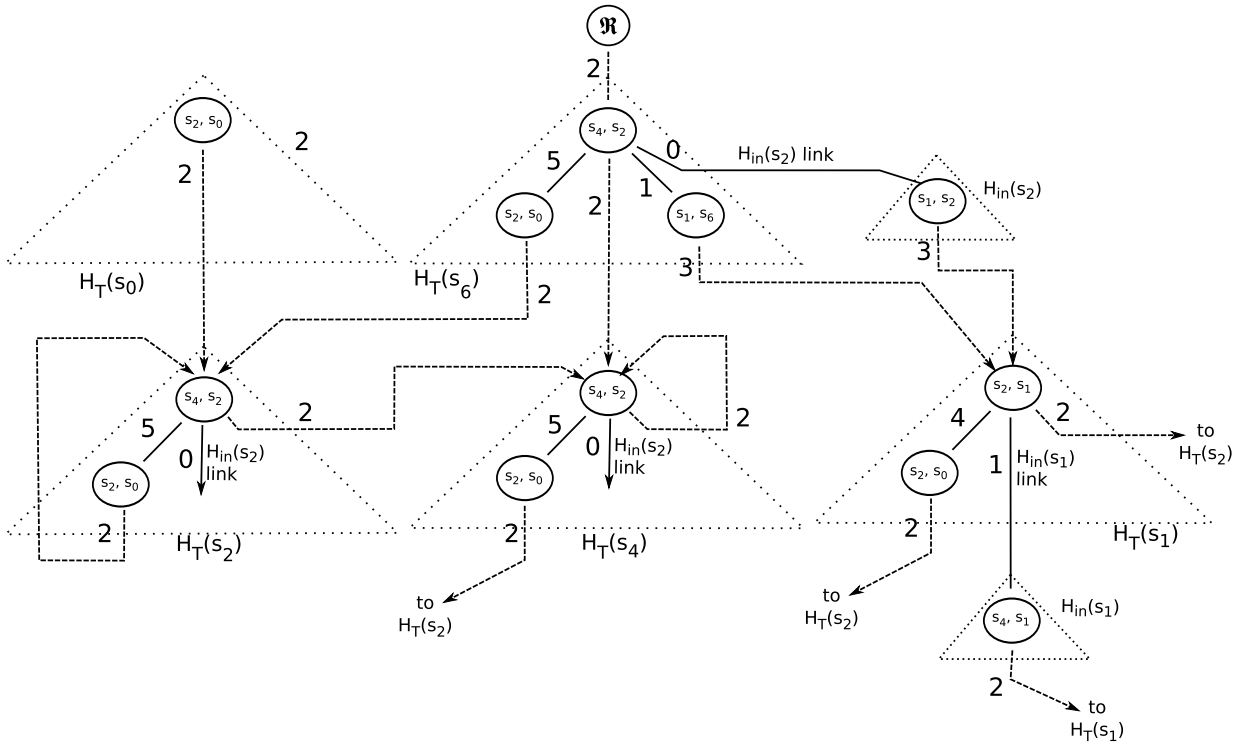 ℜ
2
s2, s0
2
2
HT(s0)
s4, s2
5
2
1
0
Hin(s2) link
s2, s0
s1, s6
s1, s2
Hin(s2)
HT(s6)
2
3
3
s4, s2
5
0
Hin(s2)
link
2
s2, s0
2
HT(s2)
s4, s2
5
0
Hin(s2)
link
2
s2, s0
2
HT(s4)
to
HT(s2)
s2, s1
4
1
Hin(s1)
link
2
to
HT(s2)
s2, s0
2
HT(s1)
to
HT(s2)
s4, s1
Hin(s1)
2
to
HT(s1)